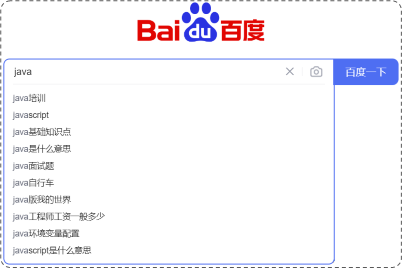 Bai du 百度
java
百度一下
java培训
javascript
java基础知识点
java是什么意思
java面试题
java自行车
java版我的世界
java工程师工资一般多少
java环境变量配置
javascript是什么意思